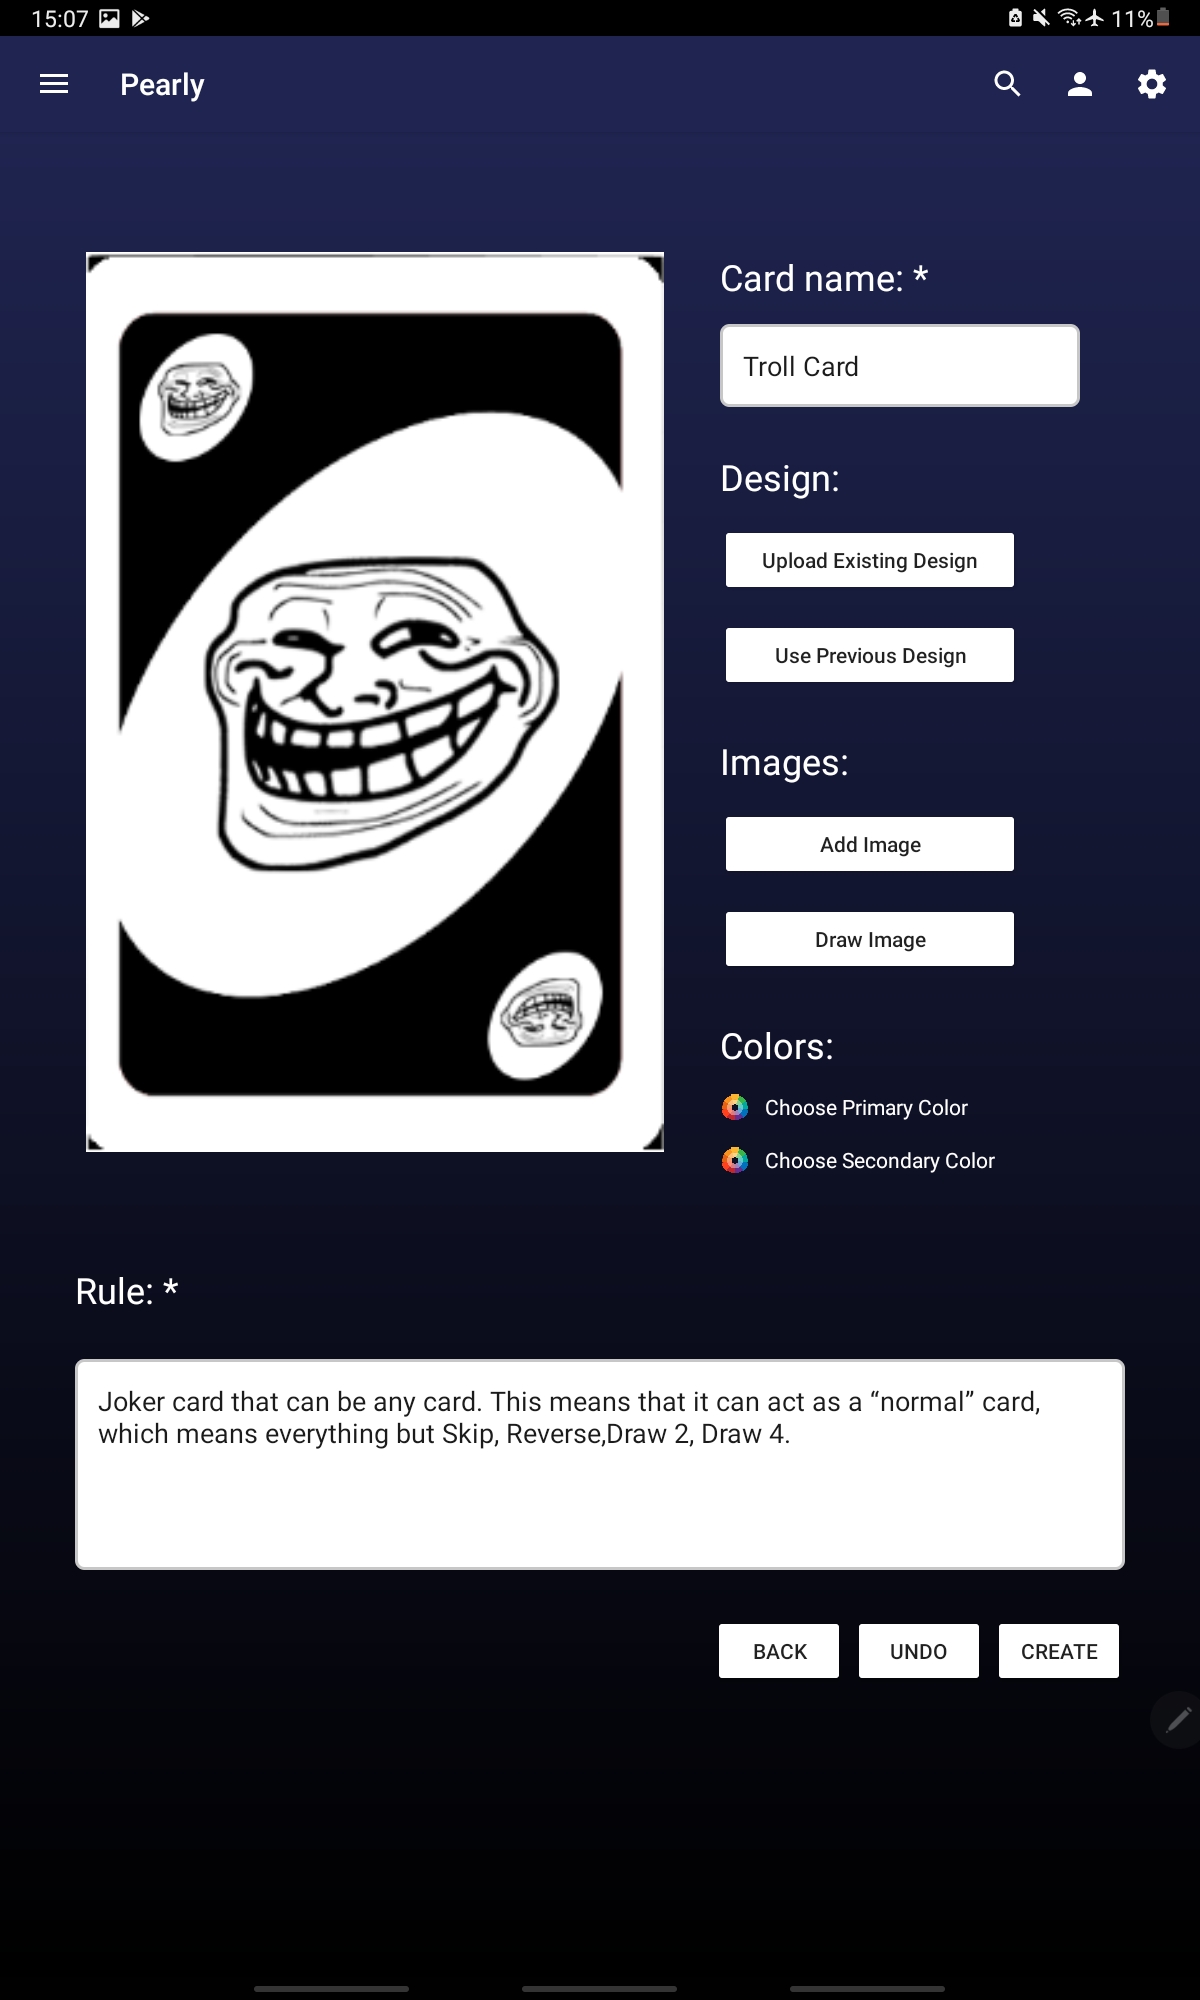 15:07
11%
Pearly
Card name: *
Troll Card
Design:
Upload Existing Design
Use Previous Design
Images:
Add Image
Draw Image
Colors:
Choose Primary Color
Choose Secondary Color
Rule: *
Joker card that can be any card. This means that it can act as a “normal” card,
which means everything but Skip, Reverse,Draw 2, Draw 4.
BACK UNDO CREATE